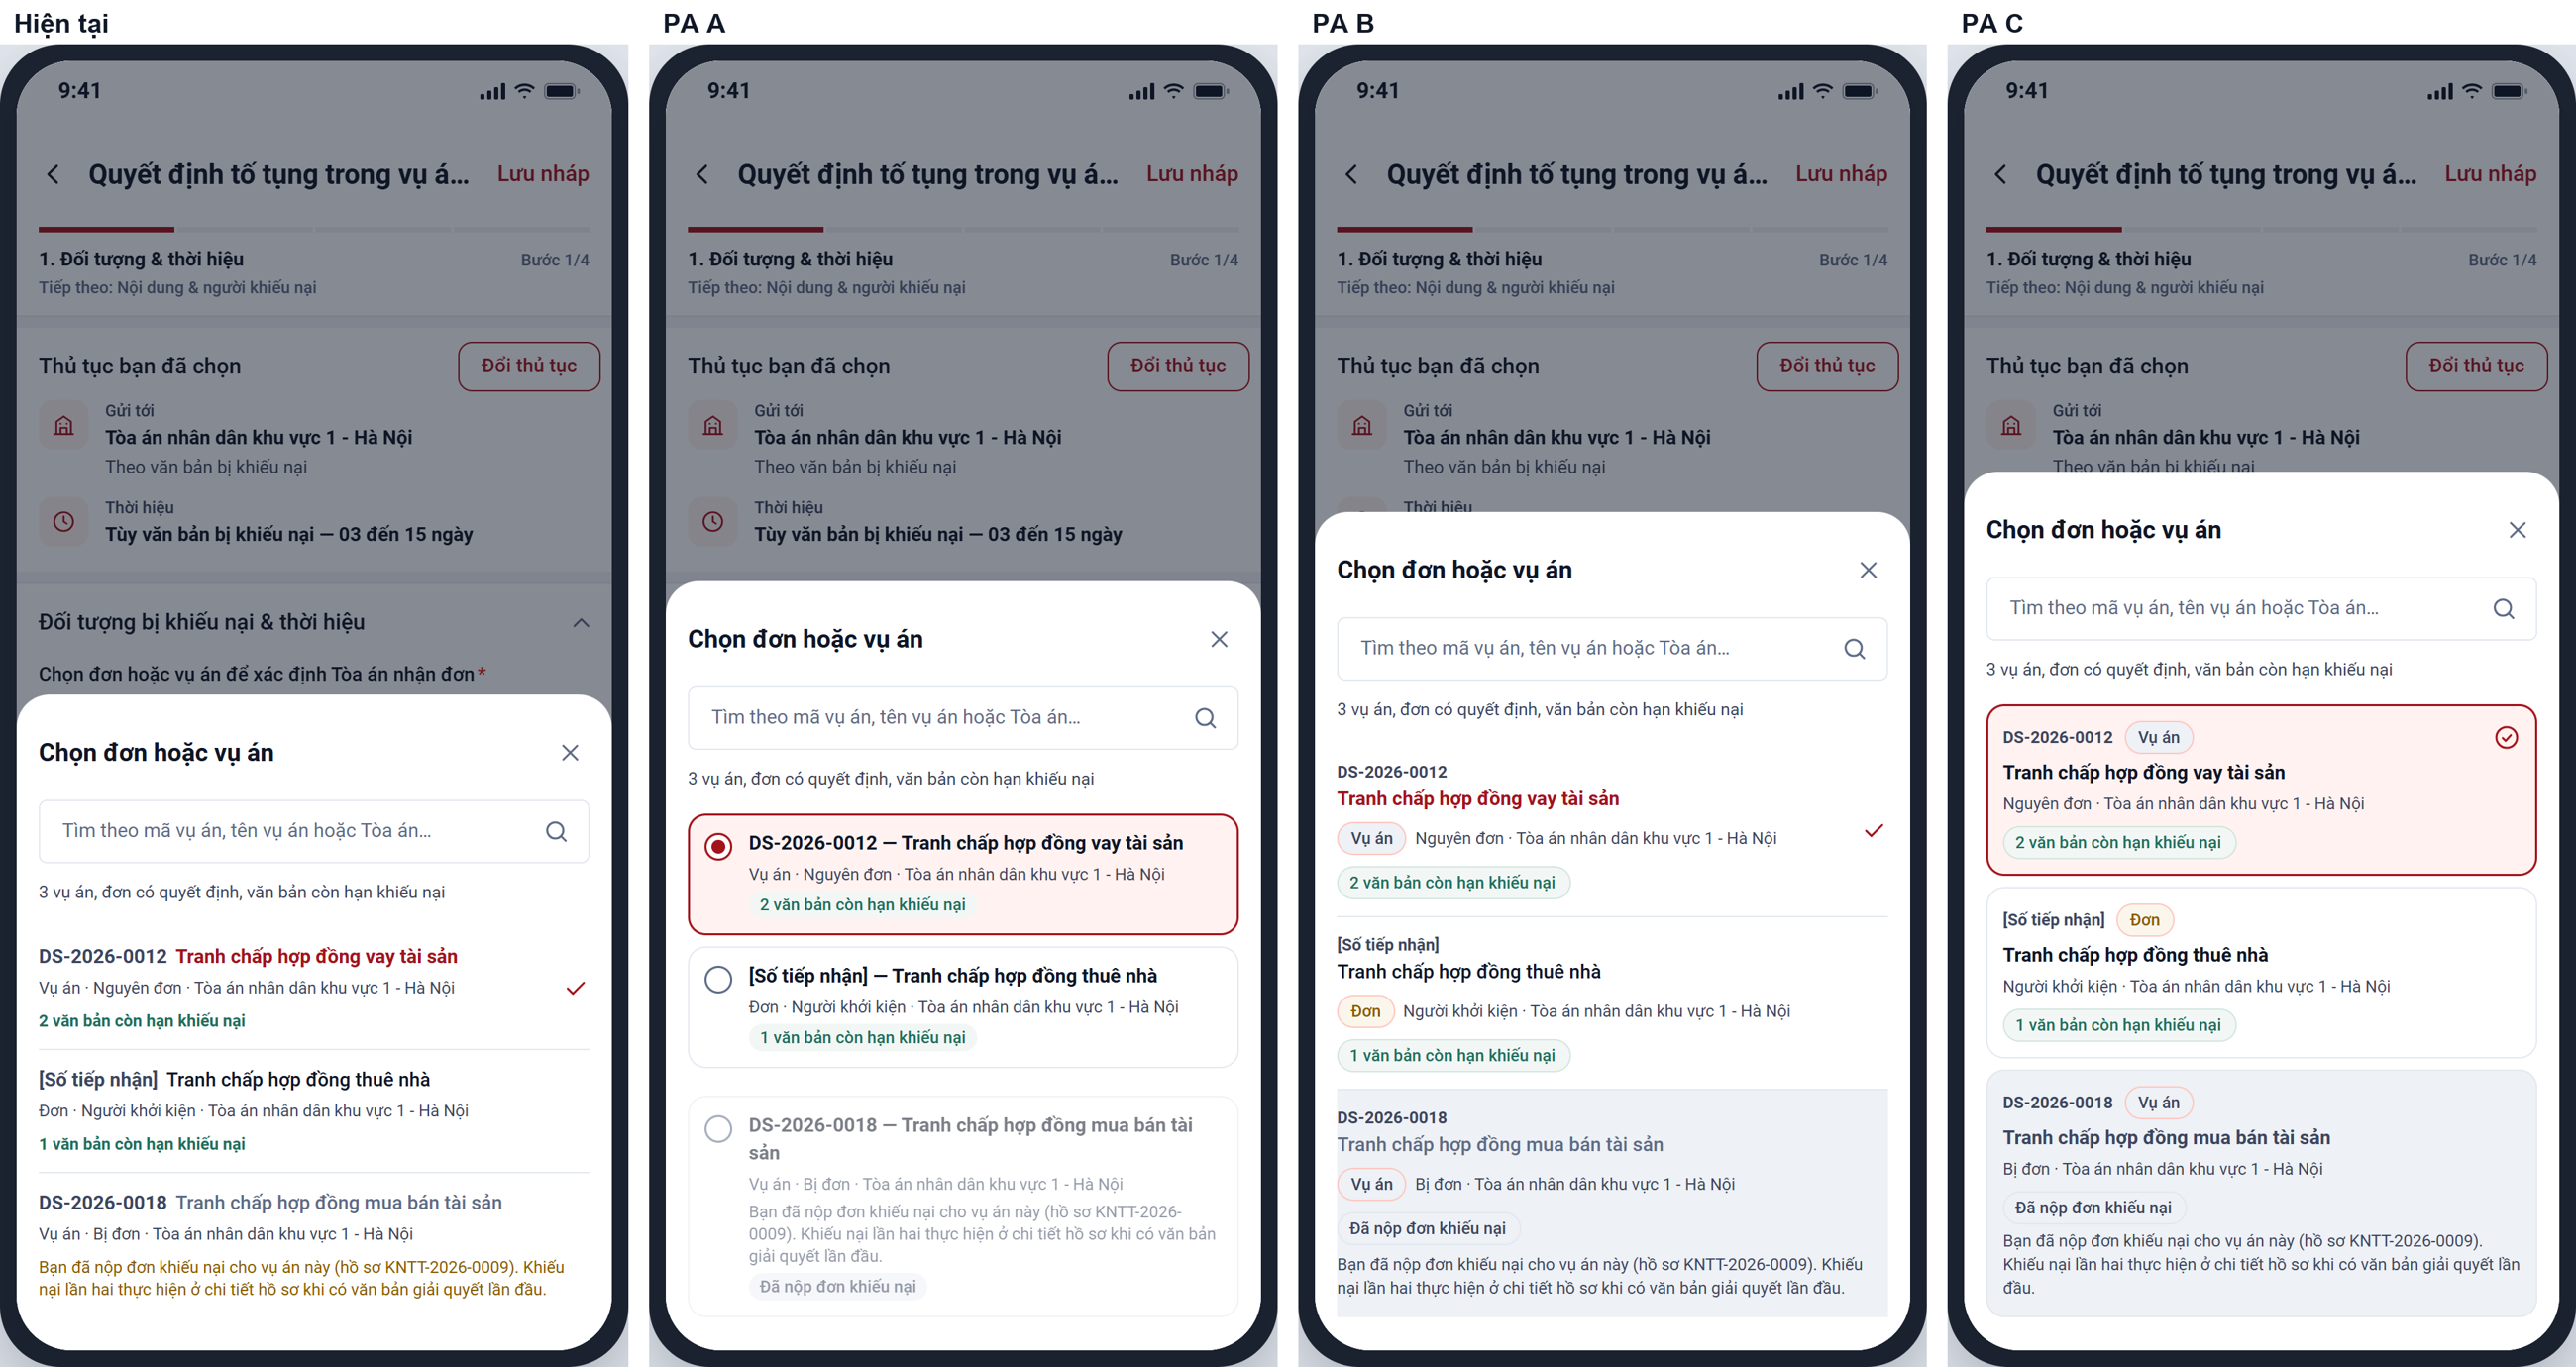 Hiện tại
9:41
Quyết định tố tụng trong vụ á...
Lưu nháp
1. Đối tượng & thời hiệu
Bước 1/4
Tiếp theo: Nội dung & người khiếu nại
Thủ tục bạn đã chọn
Đổi thủ tục
Gửi tới
Tòa án nhân dân khu vực 1 - Hà Nội
Theo văn bản bị khiếu nại
Thời hiệu
Tùy văn bản bị khiếu nại — 03 đến 15 ngày
Đối tượng bị khiếu nại & thời hiệu
Chọn đơn hoặc vụ án để xác định Tòa án nhận đơn*
Chọn đơn hoặc vụ án
Tìm theo mã vụ án, tên vụ án hoặc Tòa án...
3 vụ án, đơn có quyết định, văn bản còn hạn khiếu nại
DS-2026-0012 Tranh chấp hợp đồng vay tài sản
Vụ án · Nguyên đơn · Tòa án nhân dân khu vực 1 - Hà Nội
2 văn bản còn hạn khiếu nại
[Số tiếp nhận] Tranh chấp hợp đồng thuê nhà
Đơn · Người khởi kiện · Tòa án nhân dân khu vực 1 - Hà Nội
1 văn bản còn hạn khiếu nại
DS-2026-0018 Tranh chấp hợp đồng mua bán tài sản
Vụ án · Bị đơn · Tòa án nhân dân khu vực 1 - Hà Nội
Bạn đã nộp đơn khiếu nại cho vụ án này (hồ sơ KNTT-2026-0009). Khiếu
nại lần hai thực hiện ở chi tiết hồ sơ khi có văn bản giải quyết lần đầu.
PA A
9:41
Quyết định tố tụng trong vụ á...
Lưu nháp
1. Đối tượng & thời hiệu
Bước 1/4
Tiếp theo: Nội dung & người khiếu nại
Thủ tục bạn đã chọn
Đổi thủ tục
Gửi tới
Tòa án nhân dân khu vực 1 - Hà Nội
Theo văn bản bị khiếu nại
Thời hiệu
Tùy văn bản bị khiếu nại — 03 đến 15 ngày
Chọn đơn hoặc vụ án
Tìm theo mã vụ án, tên vụ án hoặc Tòa án...
3 vụ án, đơn có quyết định, văn bản còn hạn khiếu nại
DS-2026-0012 — Tranh chấp hợp đồng vay tài sản
Vụ án · Nguyên đơn · Tòa án nhân dân khu vực 1 - Hà Nội
2 văn bản còn hạn khiếu nại
[Số tiếp nhận] — Tranh chấp hợp đồng thuê nhà
Đơn · Người khởi kiện · Tòa án nhân dân khu vực 1 - Hà Nội
1 văn bản còn hạn khiếu nại
DS-2026-0018 — Tranh chấp hợp đồng mua bán tài
sản
Vụ án · Bị đơn · Tòa án nhân dân khu vực 1 - Hà Nội
Bạn đã nộp đơn khiếu nại cho vụ án này (hồ sơ KNTT-2026-
0009). Khiếu nại lần hai thực hiện ở chi tiết hồ sơ khi có văn bản
giải quyết lần đầu.
Đã nộp đơn khiếu nại
PA B
9:41
Quyết định tố tụng trong vụ á...
Lưu nháp
1. Đối tượng & thời hiệu
Bước 1/4
Tiếp theo: Nội dung & người khiếu nại
Thủ tục bạn đã chọn
Đổi thủ tục
Gửi tới
Tòa án nhân dân khu vực 1 - Hà Nội
Theo văn bản bị khiếu nại
Thời hiệu
Chọn đơn hoặc vụ án
Tìm theo mã vụ án, tên vụ án hoặc Tòa án...
3 vụ án, đơn có quyết định, văn bản còn hạn khiếu nại
DS-2026-0012
Tranh chấp hợp đồng vay tài sản
Vụ án Nguyên đơn · Tòa án nhân dân khu vực 1 - Hà Nội
2 văn bản còn hạn khiếu nại
[Số tiếp nhận]
Tranh chấp hợp đồng thuê nhà
Đơn Người khởi kiện · Tòa án nhân dân khu vực 1 - Hà Nội
1 văn bản còn hạn khiếu nại
DS-2026-0018
Tranh chấp hợp đồng mua bán tài sản
Vụ án Bị đơn · Tòa án nhân dân khu vực 1 - Hà Nội
Đã nộp đơn khiếu nại
Bạn đã nộp đơn khiếu nại cho vụ án này (hồ sơ KNTT-2026-0009). Khiếu
nại lần hai thực hiện ở chi tiết hồ sơ khi có văn bản giải quyết lần đầu.
PA C
9:41
Quyết định tố tụng trong vụ á...
Lưu nháp
1. Đối tượng & thời hiệu
Bước 1/4
Tiếp theo: Nội dung & người khiếu nại
Thủ tục bạn đã chọn
Đổi thủ tục
Gửi tới
Tòa án nhân dân khu vực 1 - Hà Nội
Theo văn bản bị khiếu nại
Chọn đơn hoặc vụ án
Tìm theo mã vụ án, tên vụ án hoặc Tòa án...
3 vụ án, đơn có quyết định, văn bản còn hạn khiếu nại
DS-2026-0012 Vụ án
Tranh chấp hợp đồng vay tài sản
Nguyên đơn · Tòa án nhân dân khu vực 1 - Hà Nội
2 văn bản còn hạn khiếu nại
[Số tiếp nhận] Đơn
Tranh chấp hợp đồng thuê nhà
Người khởi kiện · Tòa án nhân dân khu vực 1 - Hà Nội
1 văn bản còn hạn khiếu nại
DS-2026-0018 Vụ án
Tranh chấp hợp đồng mua bán tài sản
Bị đơn · Tòa án nhân dân khu vực 1 - Hà Nội
Đã nộp đơn khiếu nại
Bạn đã nộp đơn khiếu nại cho vụ án này (hồ sơ KNTT-2026-0009).
Khiếu nại lần hai thực hiện ở chi tiết hồ sơ khi có văn bản giải quyết lần
đầu.